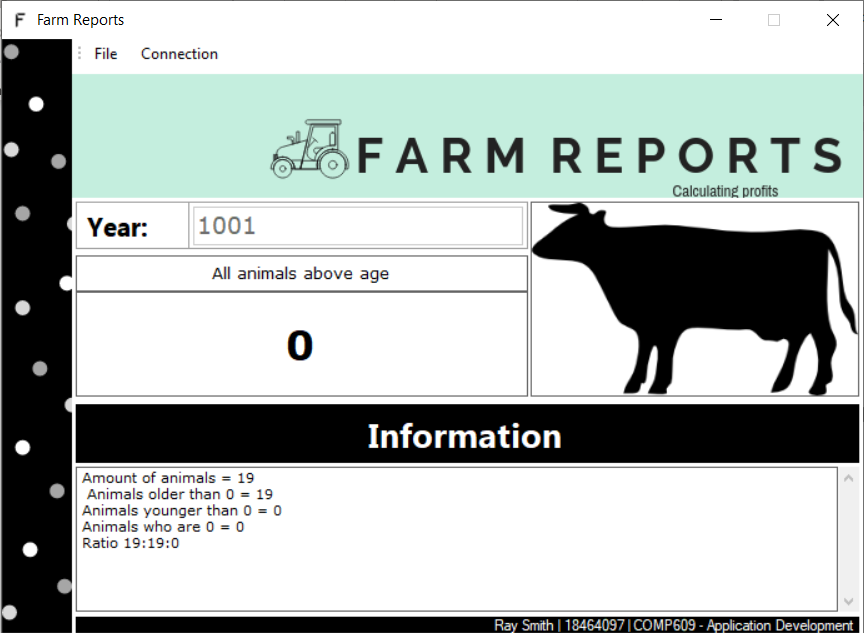 F Farm Reports
File Connection
FARM REPORTS
Calculating profits
Year: 1001
All animals above age
0
Information
Amount of animals = 19
Animals older than 0 = 19
Animals younger than 0 = 0
Animals who are 0 = 0
Ratio 19:19:0
Ray Smith | 18464097 | COMP609 - Application Development